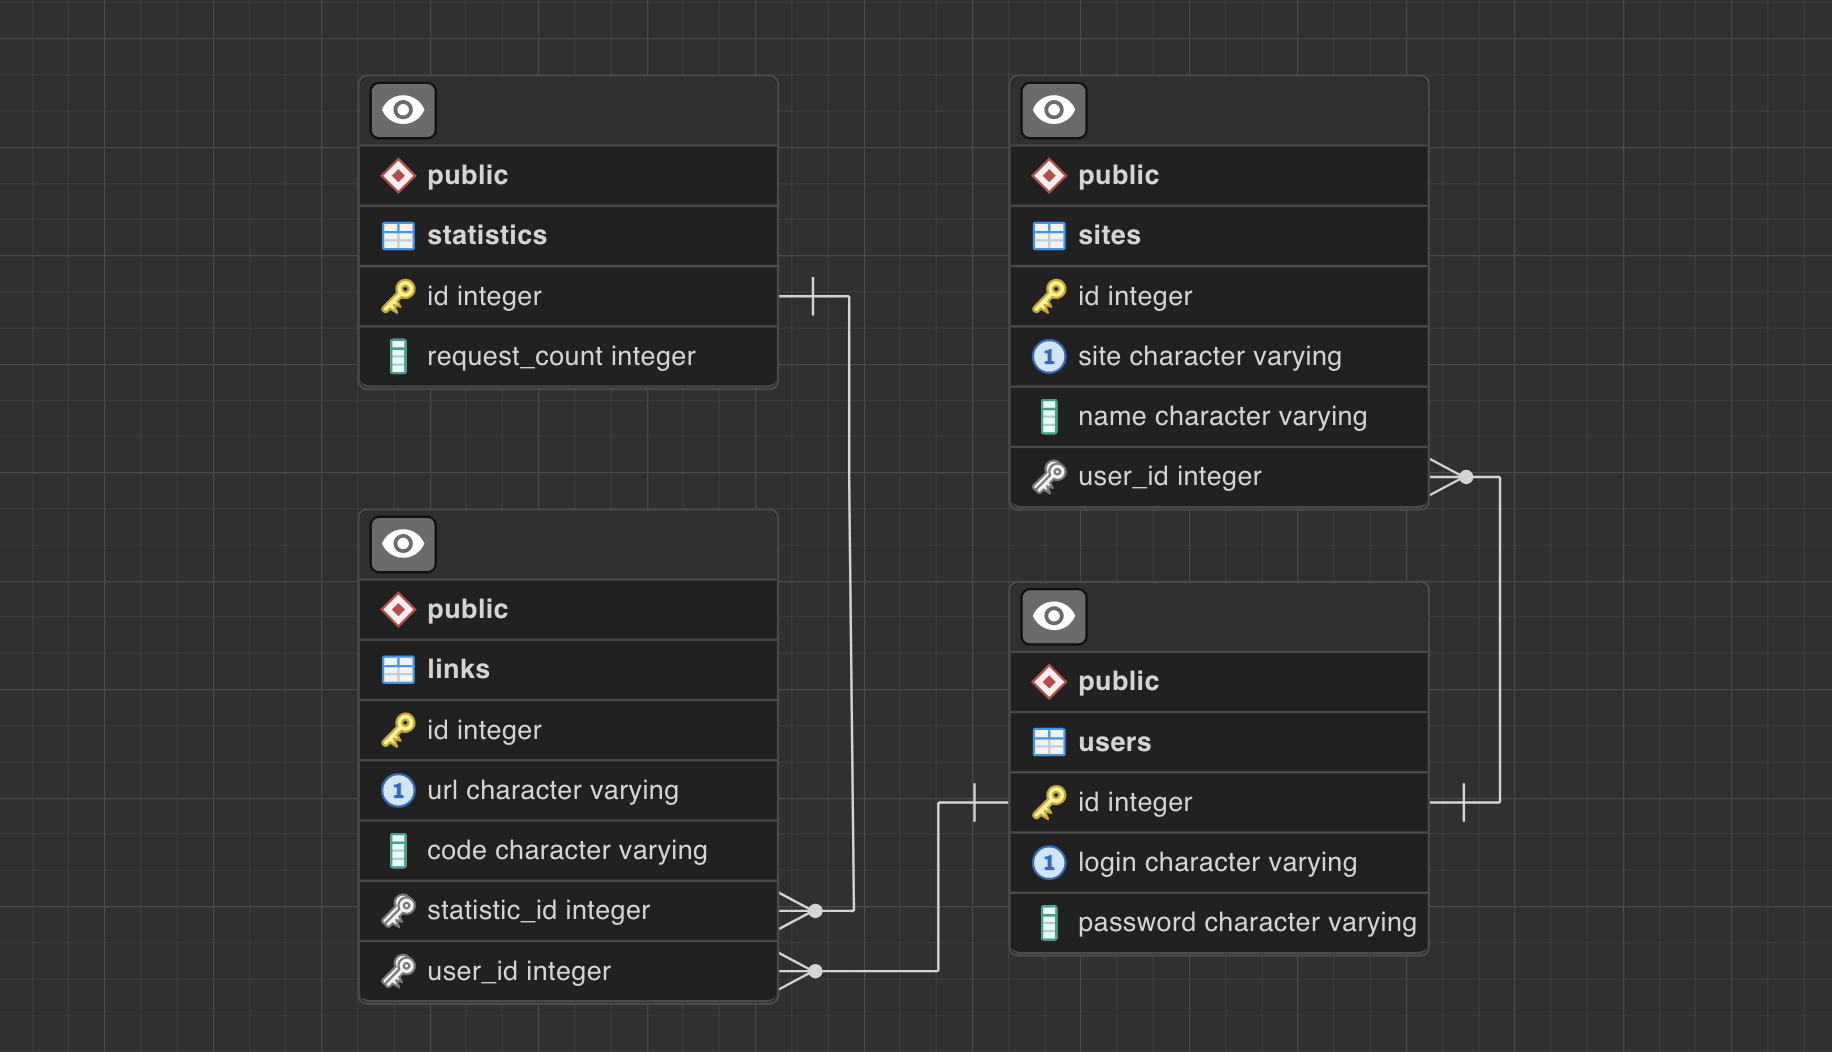 public
statistics
id integer
request_count integer
public
links
id integer
1 url character varying
code character varying
statistic_id integer
user_id integer
public
sites
id integer
1 site character varying
name character varying
user_id integer
public
users
id integer
1 login character varying
password character varying